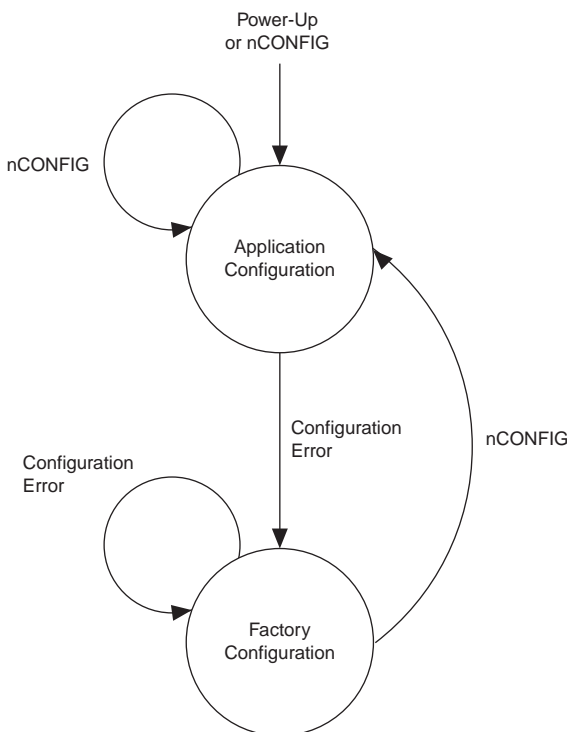 Power-Up
or nCONFIG
nCONFIG
Application
Configuration
Configuration
Error
nCONFIG
Configuration
Error
Factory
Configuration